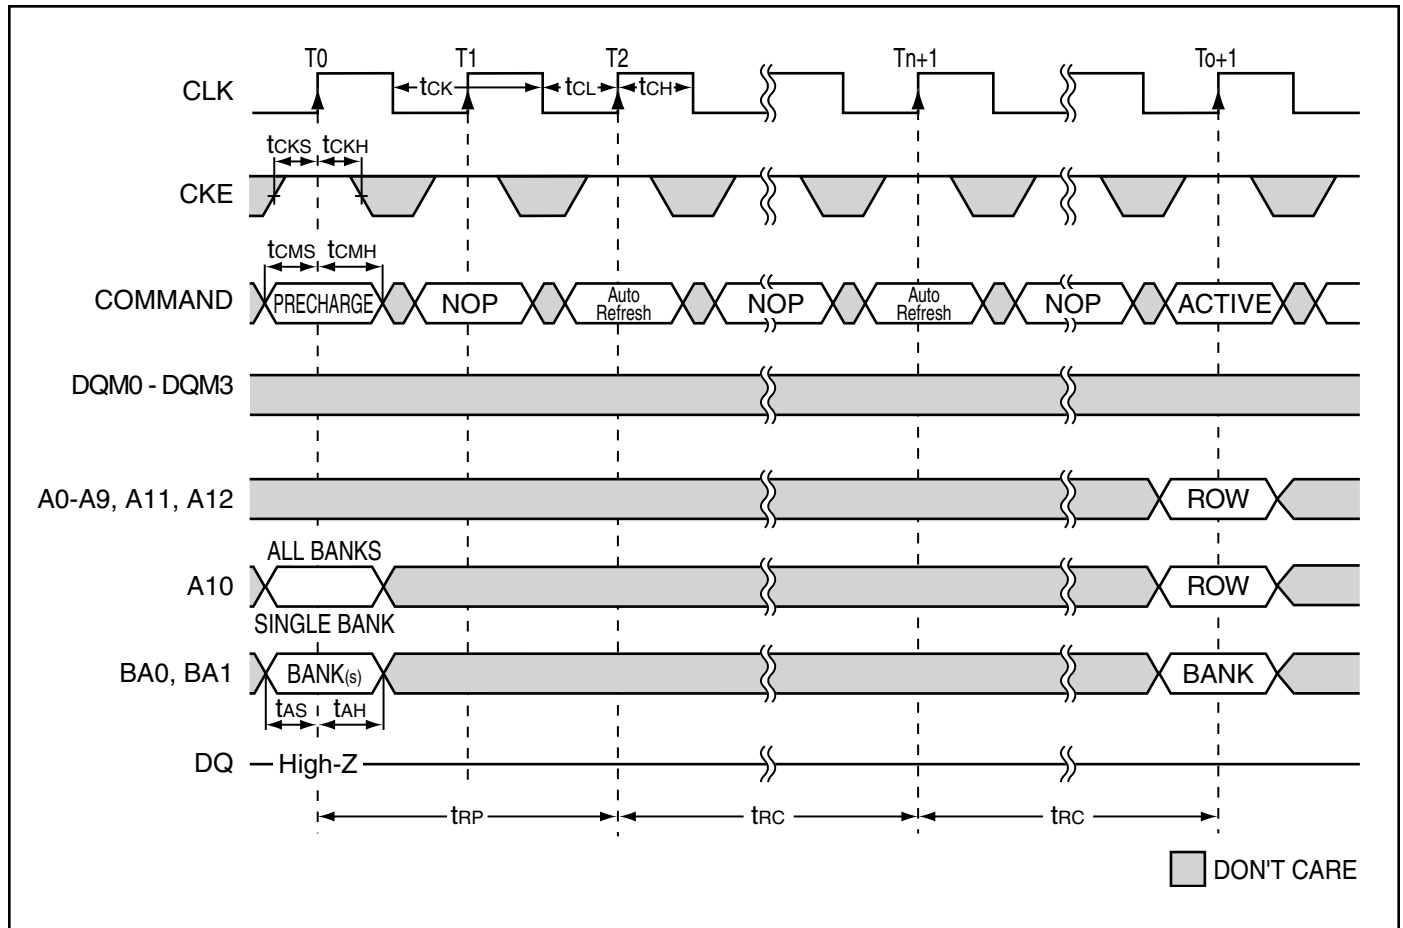 T0 T1 T2 Tn+1 To+1
CLK tCK tCL tCH
tCKS tCKH
CKE
tCMS tCMH
COMMAND PRECHARGE NOP Auto Refresh NOP Auto Refresh NOP ACTIVE
DQM0 - DQM3
A0-A9, A11, A12 ROW
ALL BANKS
A10 ROW
SINGLE BANK
BA0, BA1 BANK(s) BANK
tAS tAH
DQ High-Z
tRP tRC tRC
DON'T CARE